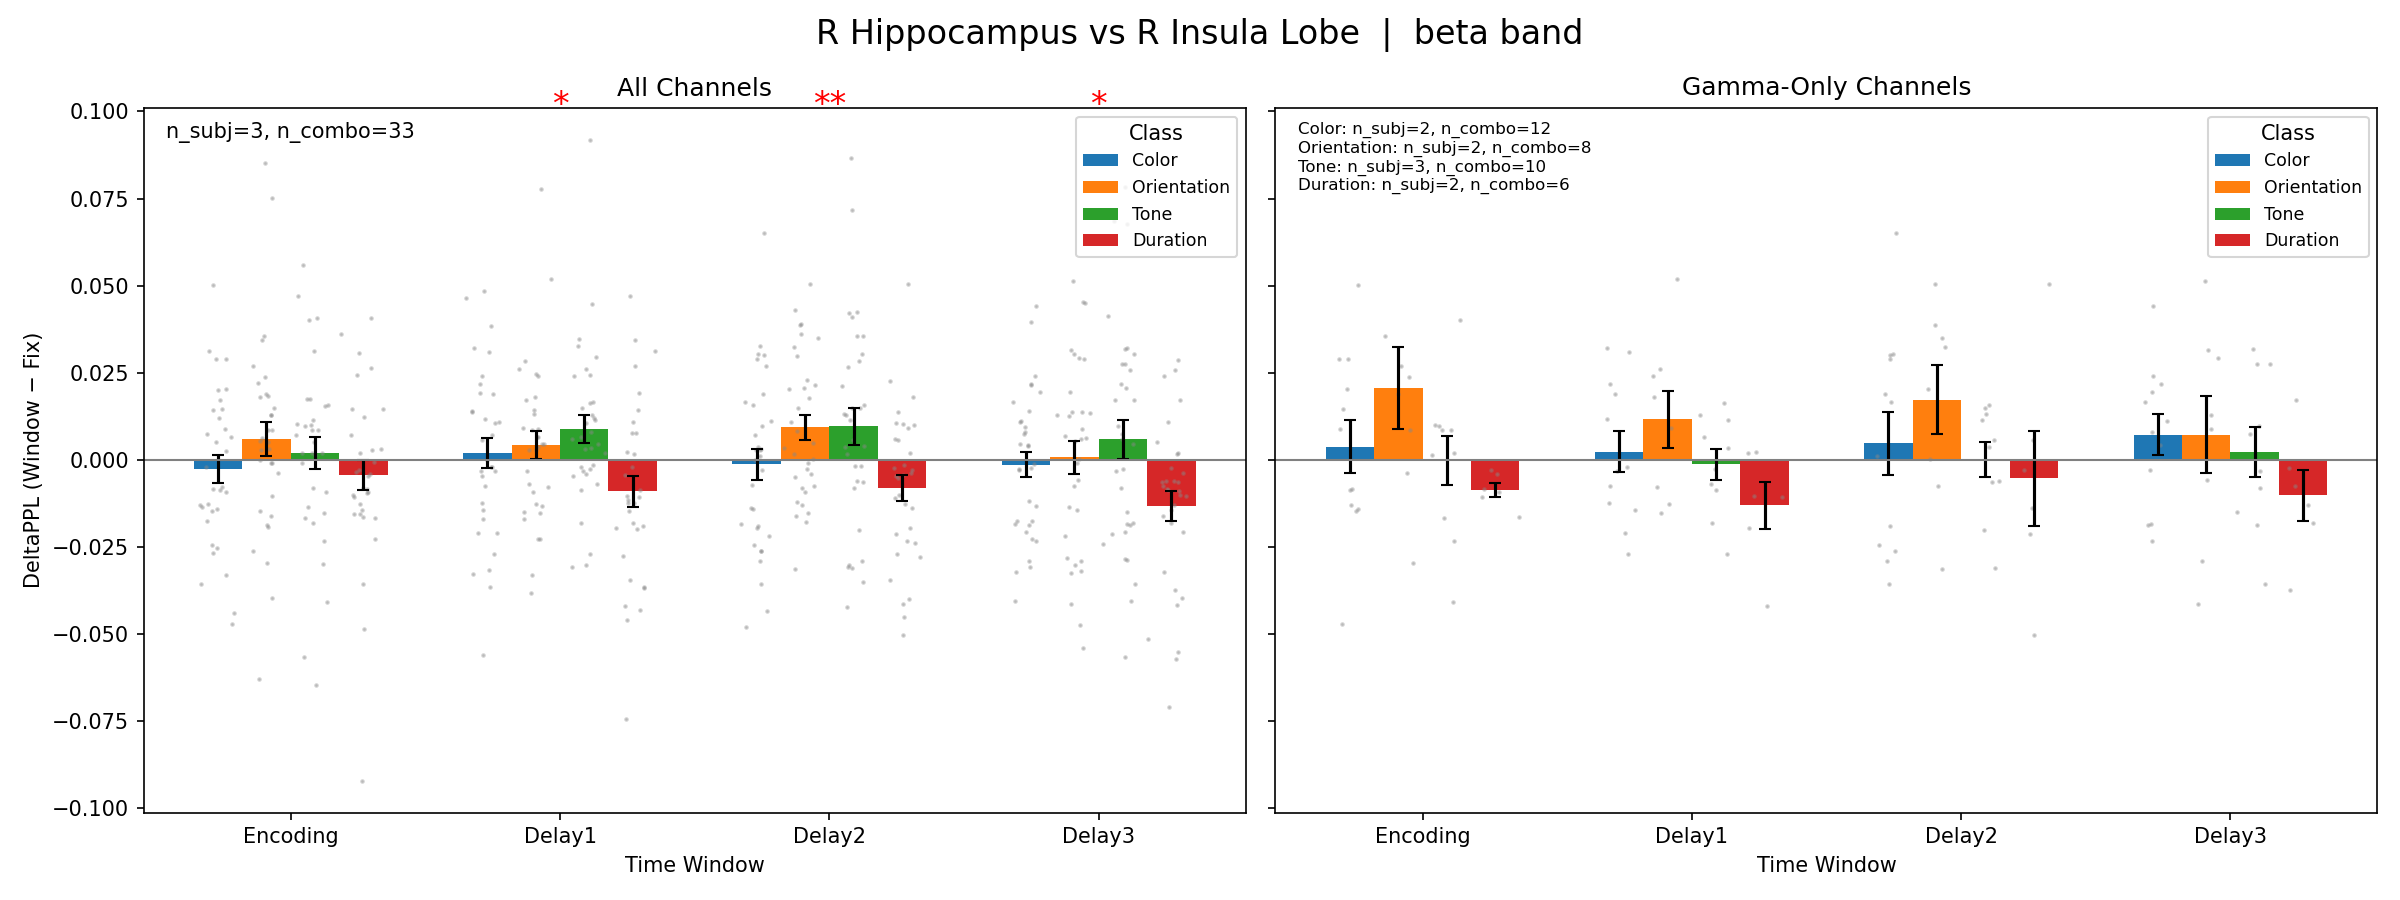 R Hippocampus vs R Insula Lobe | beta band
All Channels
* ** *
n_subj=3, n_combo=33
Class
Color
Orientation
Tone
Duration
0.100
0.075
0.050
0.025
0.000
−0.025
−0.050
−0.075
−0.100
DeltaPPL (Window − Fix)
Encoding Delay1 Delay2 Delay3
Time Window
Gamma-Only Channels
Color: n_subj=2, n_combo=12
Orientation: n_subj=2, n_combo=8
Tone: n_subj=3, n_combo=10
Duration: n_subj=2, n_combo=6
Class
Color
Orientation
Tone
Duration
Encoding Delay1 Delay2 Delay3
Time Window